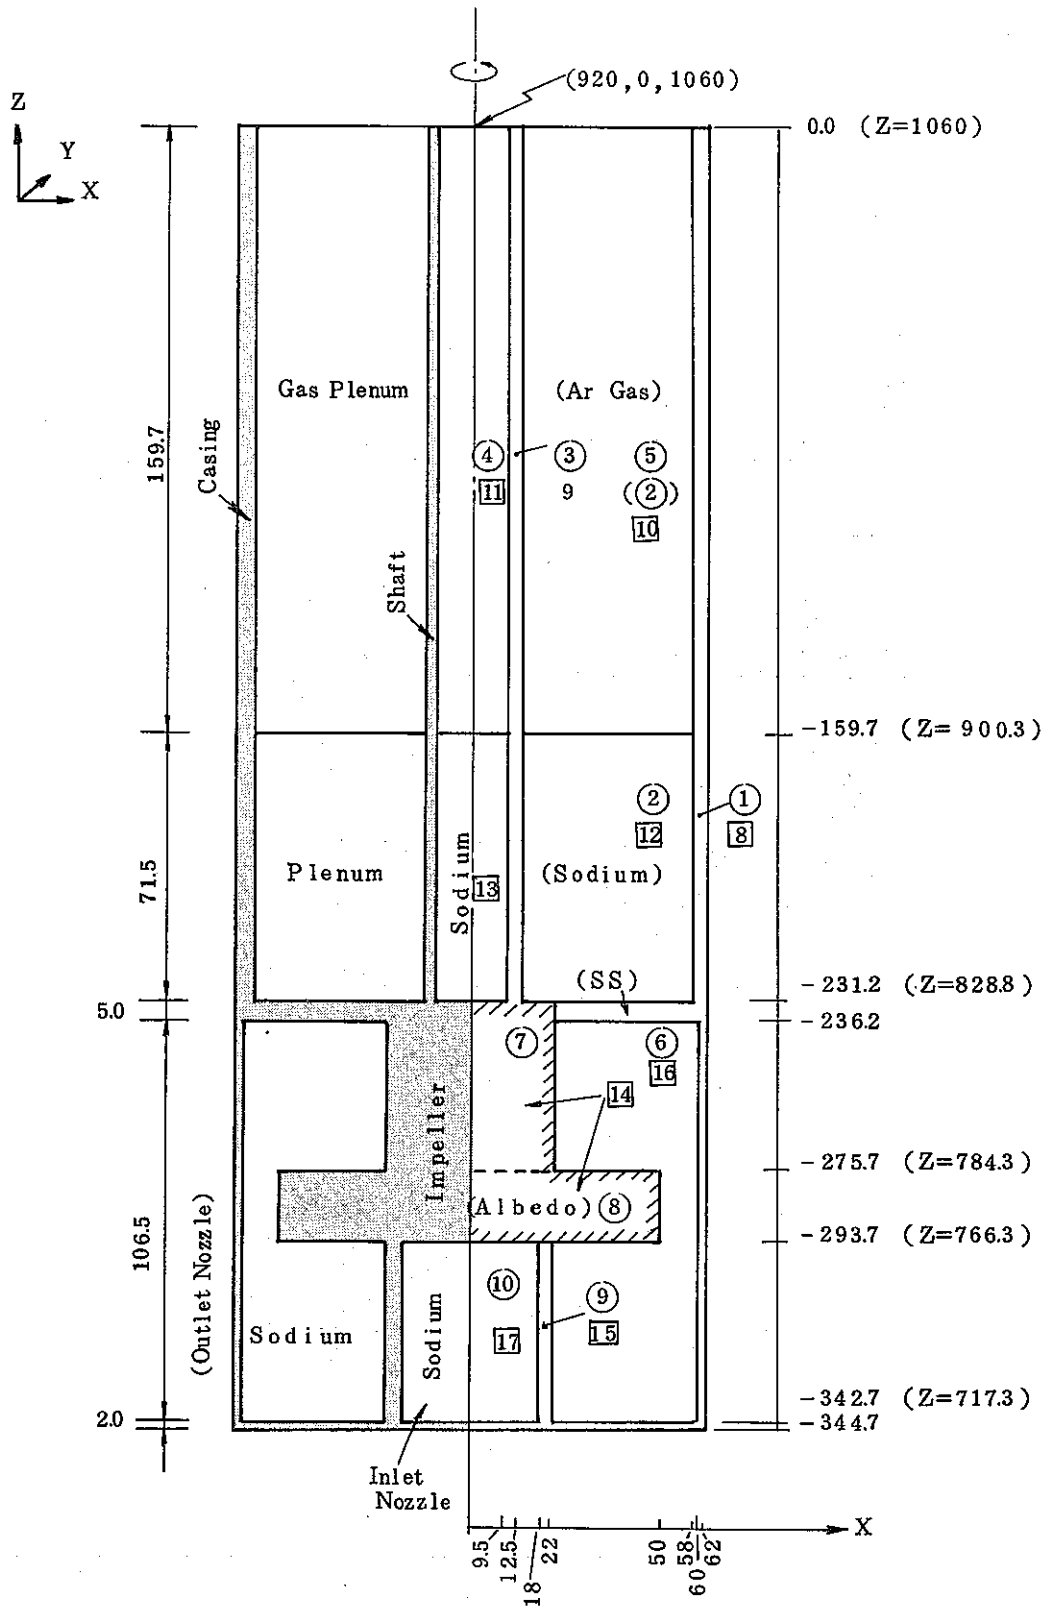 (920,0,1060)
Z
Y
X
0.0 (Z=1060)
Gas Plenum
(Ar Gas)
159.7
Casing
④ ③ ⑤
11 9 (②)
10
Shaft
-159.7 (Z=900.3)
② ①
12 8
71.5
Plenum
Sodium
13
(Sodium)
(SS)
-231.2 (Z=828.8)
5.0
-236.2
⑦ ⑥
16
14
Impeller
-275.7 (Z=784.3)
(Albedo) ⑧
-293.7 (Z=766.3)
106.5
(Outlet Nozzle)
⑩ ⑨
Sodium
Sodium
17 15
-342.7 (Z=717.3)
2.0
-344.7
Inlet
Nozzle
X
9.5
12.5
18
22
50
58
60
62